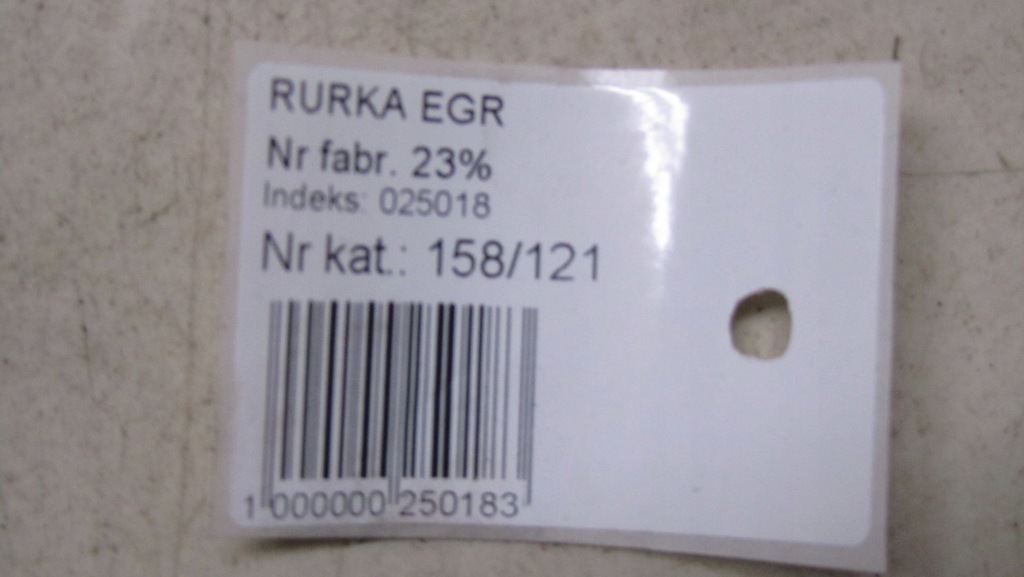 RURKA EGR
Nr fabr. 23%
Indeks: 025018
Nr kat.: 158/121
1 000000 250183